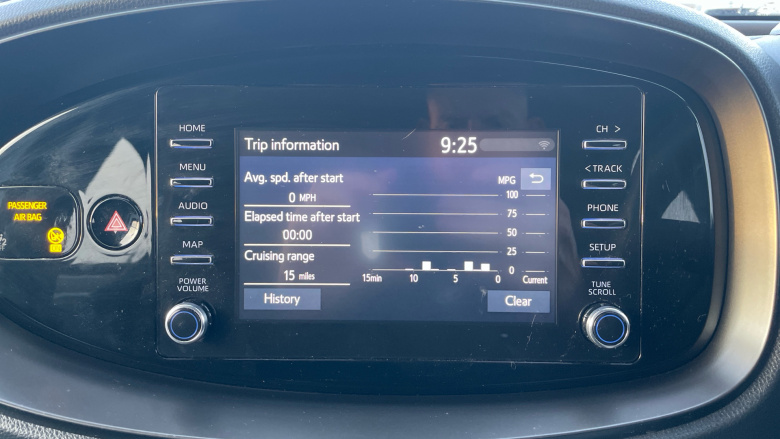 HOME
MENU
AUDIO
MAP
POWER
VOLUME
PASSENGER
AIR BAG
Trip information
9:25
Avg. spd. after start
0 MPH
Elapsed time after start
00:00
Cruising range
15 miles
MPG
100
75
50
25
0
15min 10 5 0 Current
History
Clear
CH >
< TRACK
PHONE
SETUP
TUNE
SCROLL